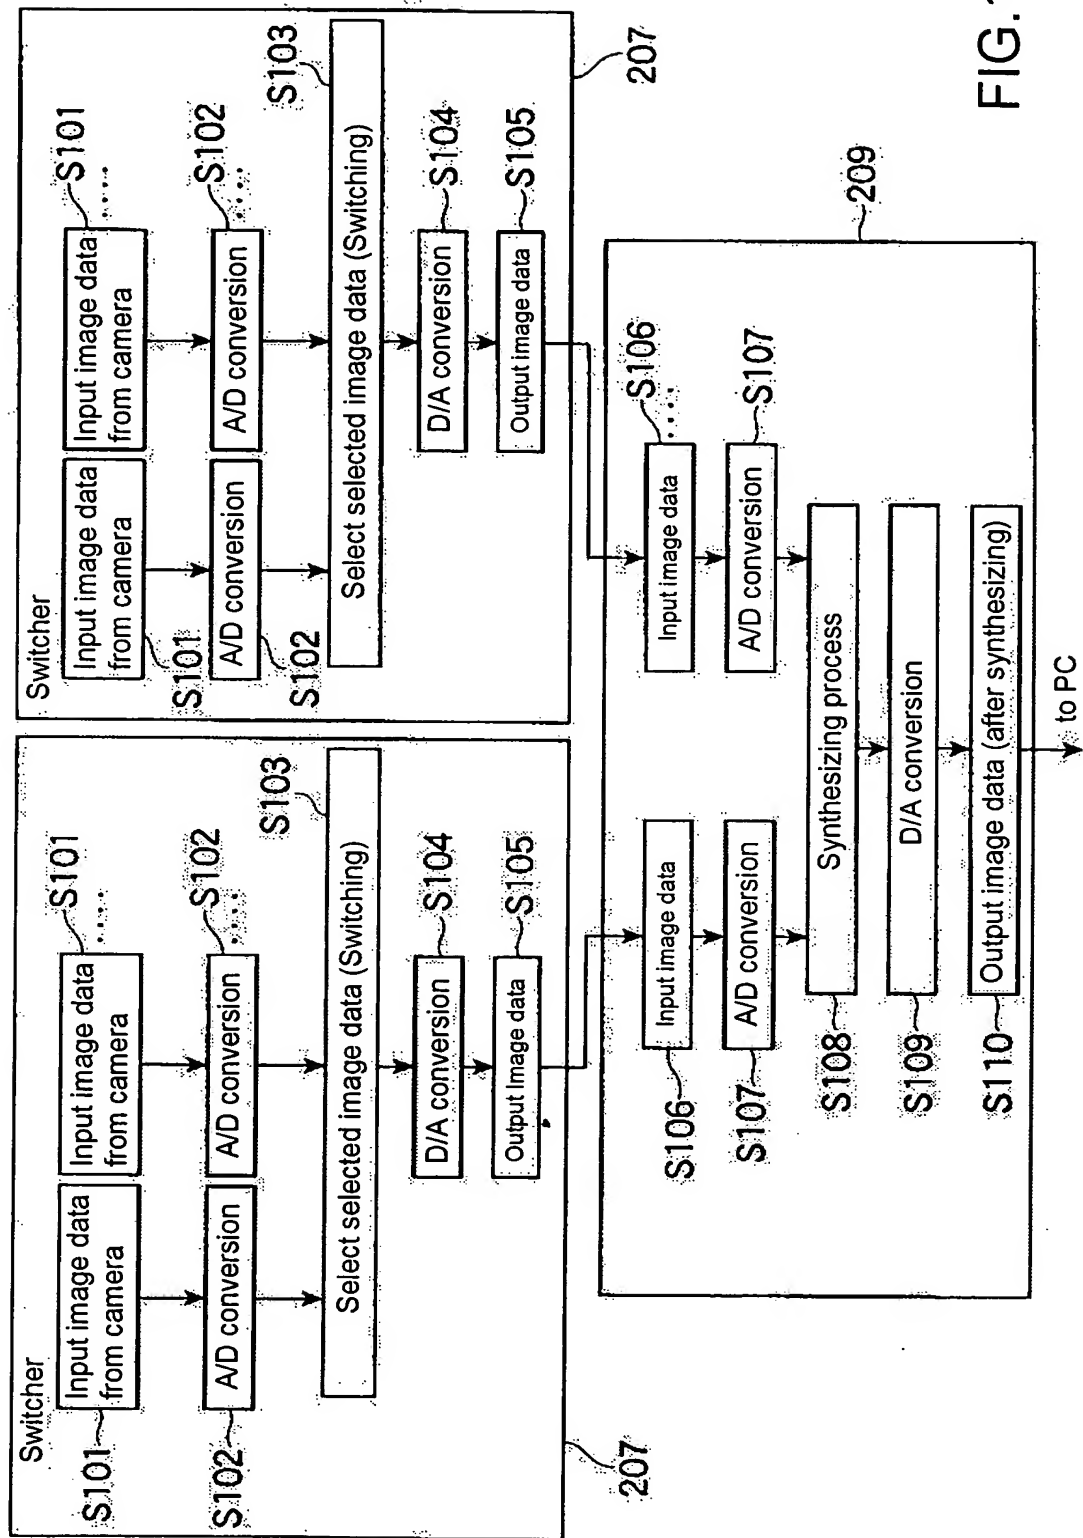 Switcher
Input image data
from camera
S101
Input image data
from camera
S101
.....
A/D conversion
S102
A/D conversion
S102
.....
Select selected image data (Switching)
S103
D/A conversion
S104
Output Image data
S105
207
Switcher
Input image data
from camera
S101
Input image data
from camera
S101
....
A/D conversion
S102
A/D conversion
S102
....
Select selected image data (Switching)
S103
D/A conversion
S104
Output image data
S105
207
209
Input image data
S106
Input image data
S106
....
A/D conversion
S107
A/D conversion
S107
Synthesizing process
S108
D/A conversion
S109
Output image data (after synthesizing)
S110
to PC
FIG.